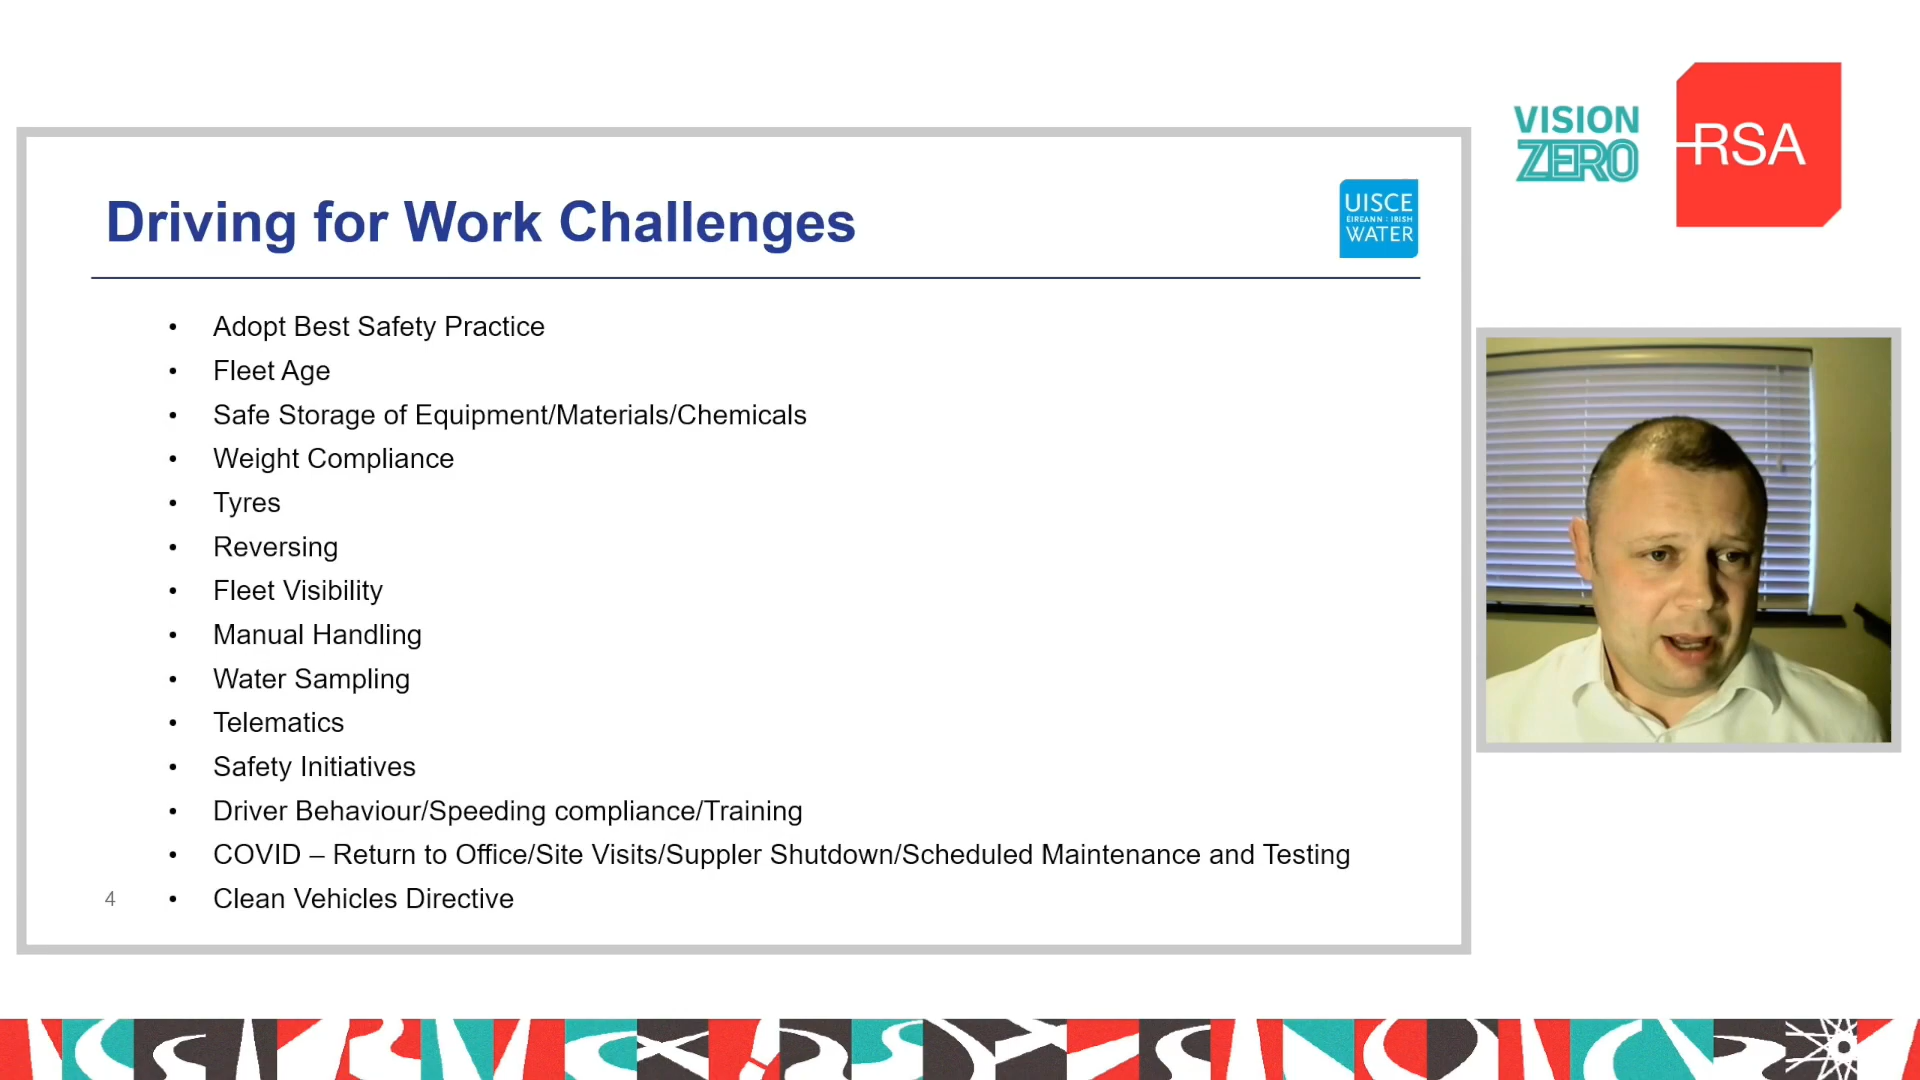 VISION
ZERO
RSA
Driving for Work Challenges
UISCE
ÉIREANN : IRISH
WATER
• Adopt Best Safety Practice
• Fleet Age
• Safe Storage of Equipment/Materials/Chemicals
• Weight Compliance
• Tyres
• Reversing
• Fleet Visibility
• Manual Handling
• Water Sampling
• Telematics
• Safety Initiatives
• Driver Behaviour/Speeding compliance/Training
• COVID – Return to Office/Site Visits/Suppler Shutdown/Scheduled Maintenance and Testing
4 • Clean Vehicles Directive